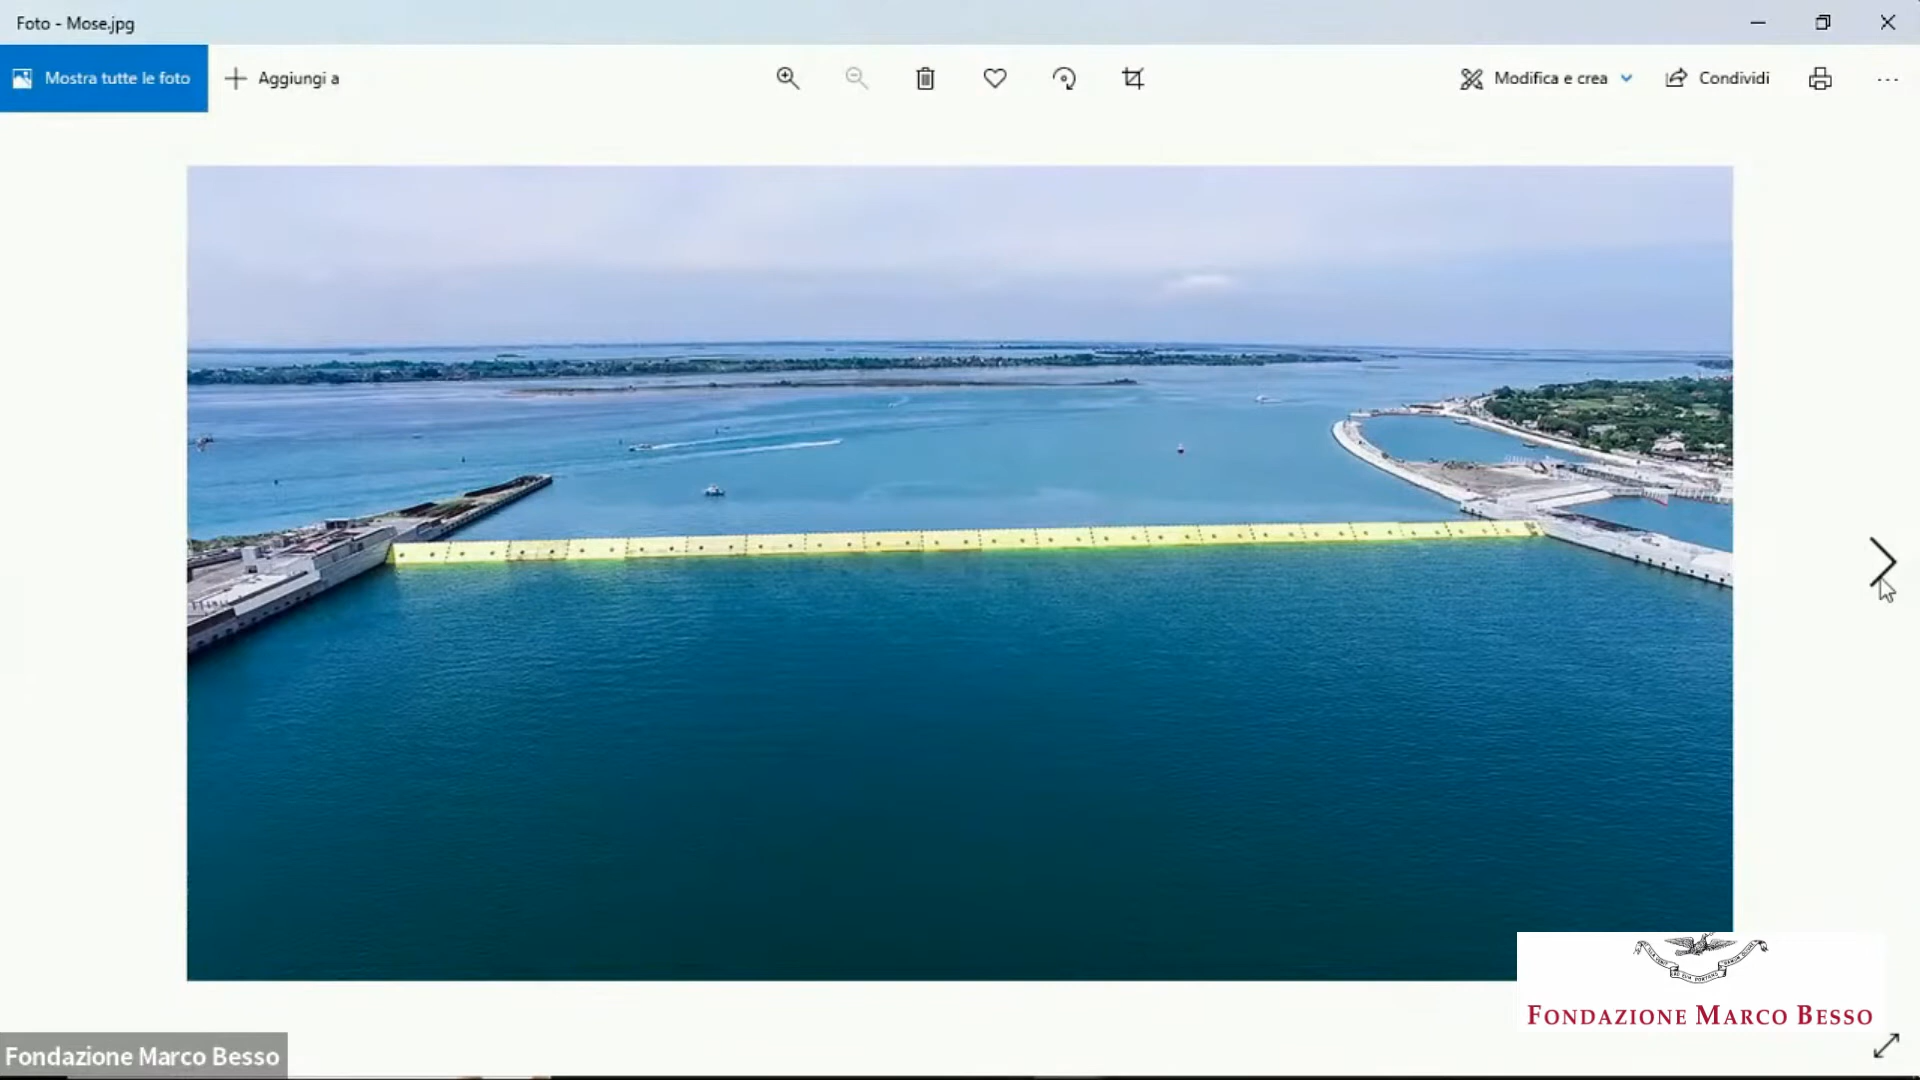 Foto - Mose.jpg
Mostra tutte le foto
Aggiungi a
Modifica e crea
Condividi
FONDAZIONE MARCO BESSO
Fondazione Marco Besso